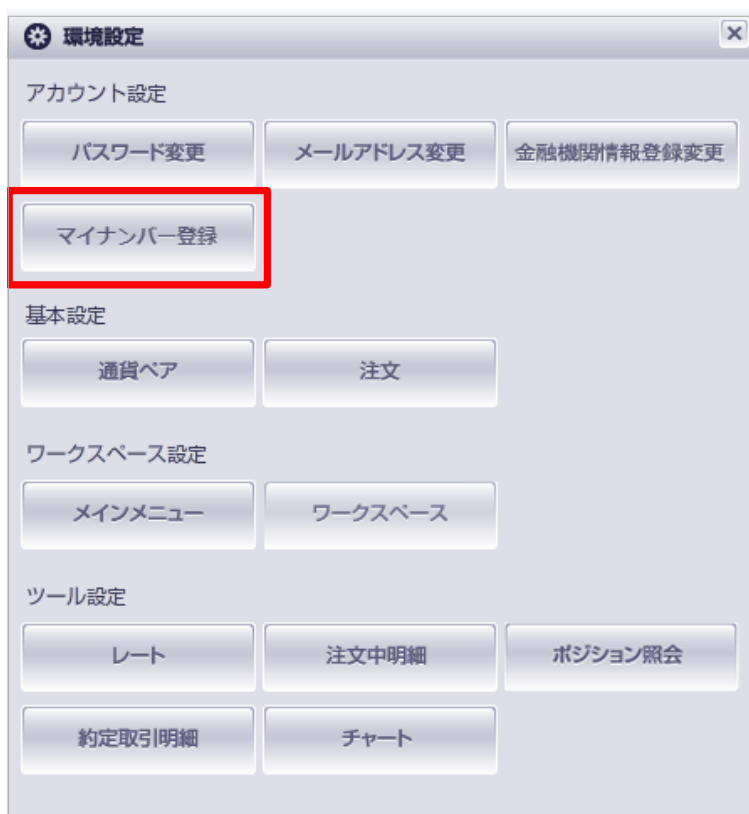 環境設定
アカウント設定
パスワード変更 メールアドレス変更 金融機関情報登録変更
マイナンバー登録
基本設定
通貨ペア 注文
ワークスペース設定
メインメニュー ワークスペース
ツール設定
レート 注文中明細 ポジション照会
約定取引明細 チャート